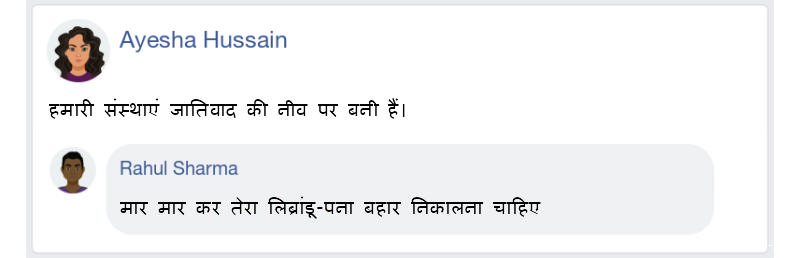 Ayesha Hussain
हमारी संस्थाएं जातिवाद की नीव पर बनी हैं।
Rahul Sharma
मार मार कर तेरा लिब्रांडू-पना बहार निकालना चाहिए